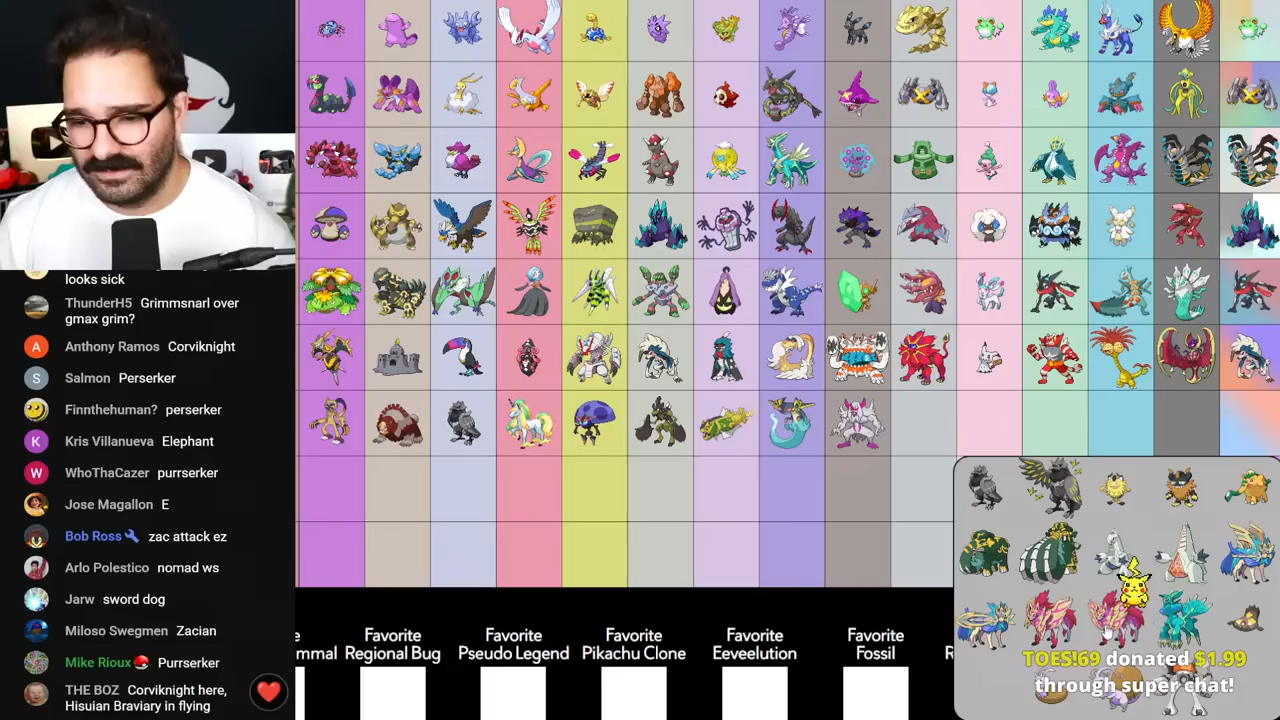 looks sick
ThunderH5 Grimmsnarl over
gmax grim?
A Anthony Ramos Corviknight
S Salmon Perserker
Finnthehuman? perserker
K Kris Villanueva Elephant
W WhoThaCazer purrserker
Jose Magallon E
Bob Ross zac attack ez
Arlo Polestico nomad ws
Jarw sword dog
Miloso Swegmen Zacian
Mike Rioux Purrserker
THE BOZ Corviknight here,
Hisuian Braviary in flying
e
mmal
Favorite
Regional Bug
Favorite
Pseudo Legend
Favorite
Pikachu Clone
Favorite
Eeveelution
Favorite
Fossil
R
TOES!69 donated $1.99
through super chat!